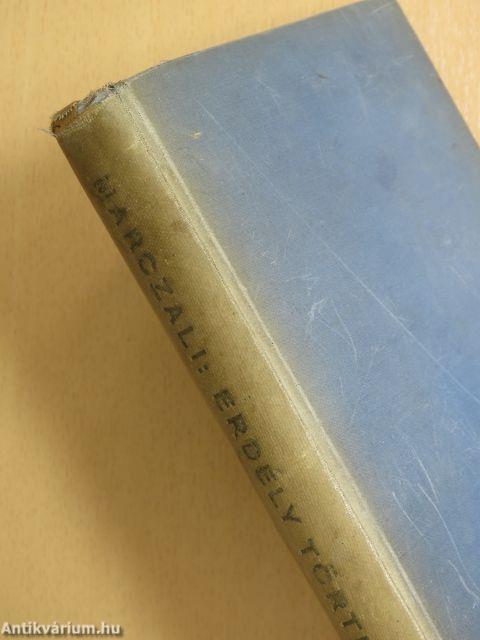 MARCZALI: ERDÉLY TÖRT
Antikvárium.hu